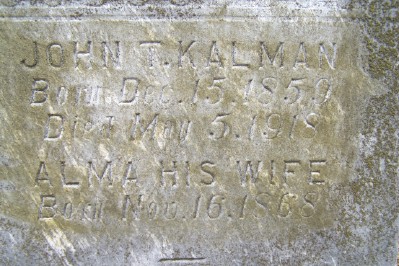 JOHN T. KALMAN
Born Dec. 15. 1859
Died May 5. 1918
ALMA HIS WIFE
Born Nov. 16. 1868